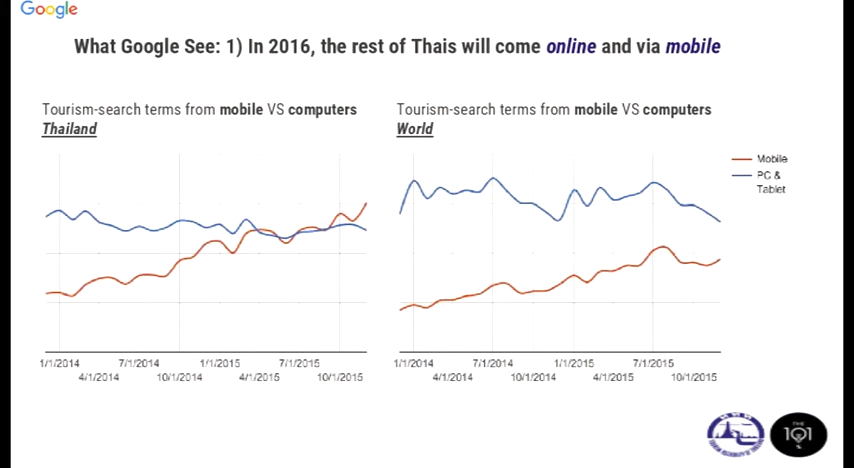 Google
What Google See: 1) In 2016, the rest of Thais will come online and via mobile
Tourism-search terms from mobile VS computers
Thailand
Tourism-search terms from mobile VS computers
World
Mobile
PC &
Tablet
1/1/2014 7/1/2014 1/1/2015 7/1/2015
4/1/2014 10/1/2014 4/1/2015 10/1/2015
1/1/2014 7/1/2014 1/1/2015 7/1/2015
4/1/2014 10/1/2014 4/1/2015 10/1/2015
THE
101